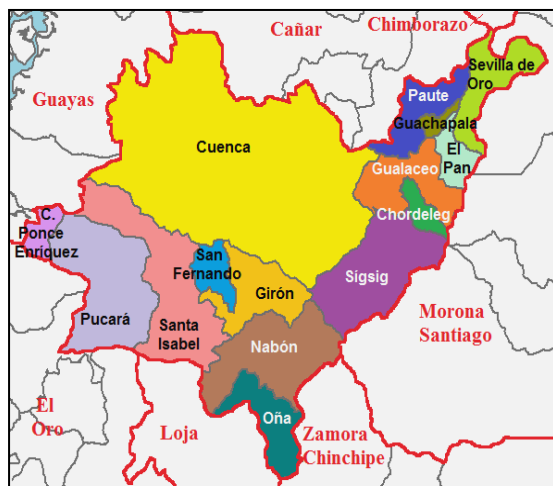 Cañar
Chimborazo
Sevilla de
Oro
Guayas
Paute
Guachapala
El
Pan
Cuenca
Gualaceo
Chordeleg
C.
Ponce
Enríquez
San
Fernando
Sígsig
Girón
Morona
Santiago
Pucará
Santa
Isabel
Nabón
El
Oro
Loja
Oña
Zamora
Chinchipe